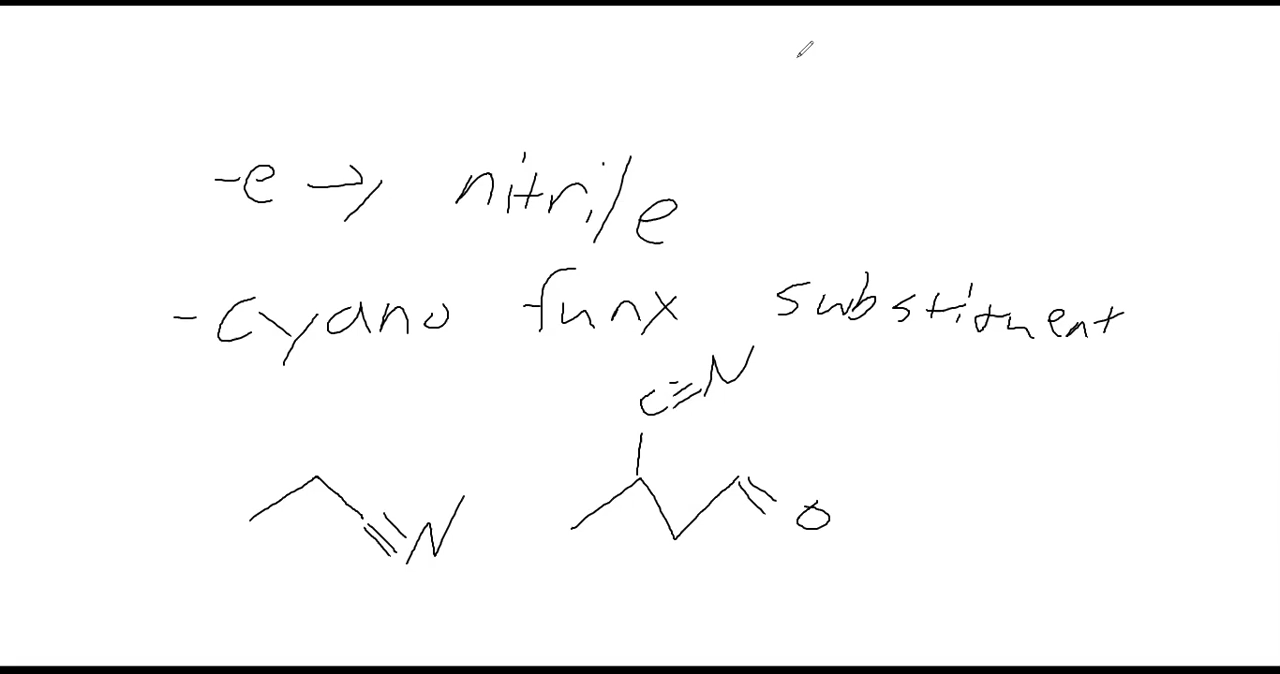 -e → nitrile
-cyano funx substituent
C≡N
N O